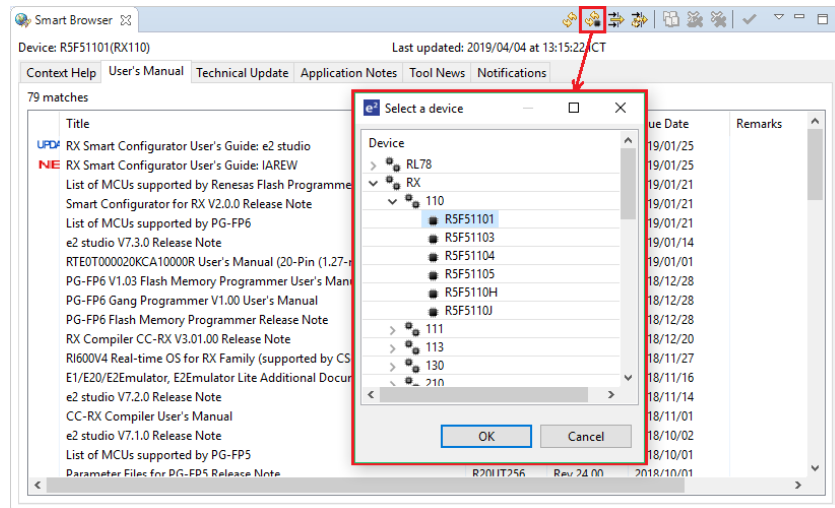 Smart Browser
Device: R5F51101(RX110) Last updated: 2019/04/04 at 13:15:22 ICT
Context Help User's Manual Technical Update Application Notes Tool News Notifications
79 matches
Title ue Date Remarks
UPDA RX Smart Configurator User's Guide: e2 studio 19/01/25
NE RX Smart Configurator User's Guide: IAREW 19/01/25
List of MCUs supported by Renesas Flash Programme 19/01/21
Smart Configurator for RX V2.0.0 Release Note 19/01/21
List of MCUs supported by PG-FP6 19/01/21
e2 studio V7.3.0 Release Note 19/01/14
RTE0T000020KCA10000R User's Manual (20-Pin (1.27- 19/01/01
PG-FP6 V1.03 Flash Memory Programmer User's Man 18/12/28
PG-FP6 Gang Programmer V1.00 User's Manual 18/12/28
PG-FP6 Flash Memory Programmer Release Note 18/12/28
RX Compiler CC-RX V3.01.00 Release Note 18/12/20
RI600V4 Real-time OS for RX Family (supported by CS 18/11/27
E1/E20/E2Emulator, E2Emulator Lite Additional Docur 18/11/16
e2 studio V7.2.0 Release Note 18/11/14
CC-RX Compiler User's Manual 18/11/01
e2 studio V7.1.0 Release Note 18/10/02
List of MCUs supported by PG-FP5 18/10/01
Parameter Files for PG-FP5 Release Note R20UT256 Rev 24.00 2018/10/01
e² Select a device
Device
RL78
RX
110
R5F51101
R5F51103
R5F51104
R5F51105
R5F5110H
R5F5110J
111
113
130
210
OK Cancel